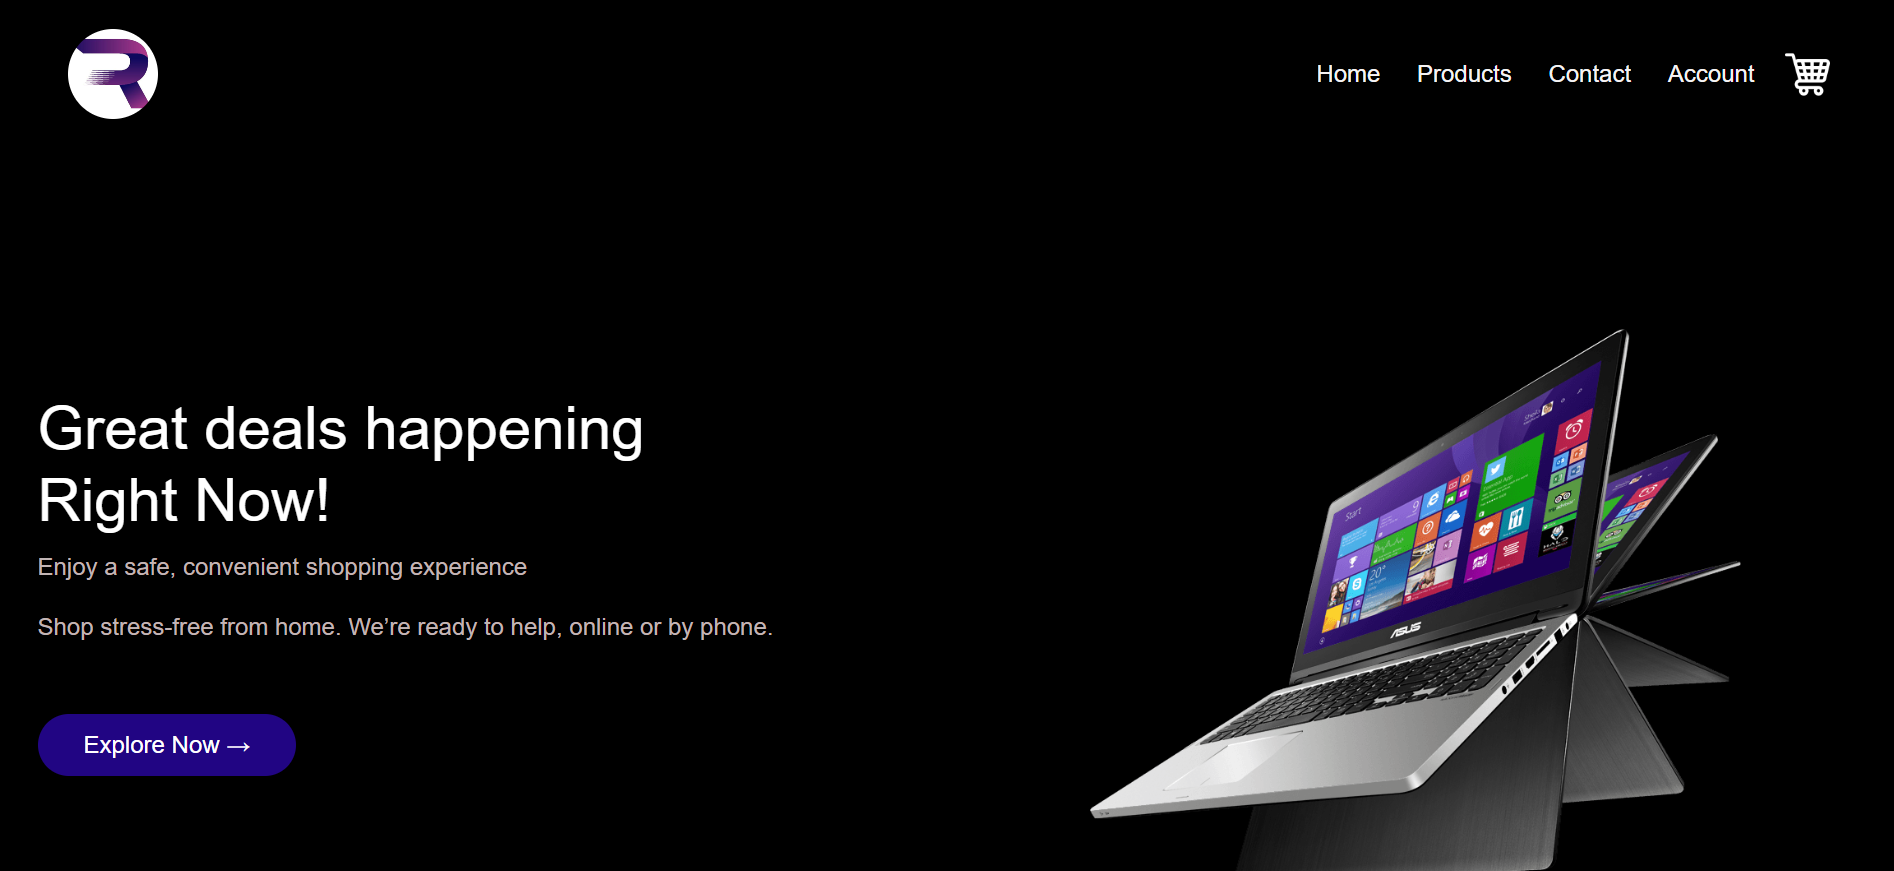 R
Home Products Contact Account
Great deals happening
Right Now!
Enjoy a safe, convenient shopping experience
Shop stress-free from home. We’re ready to help, online or by phone.
Explore Now →
Start
20°
ASUS